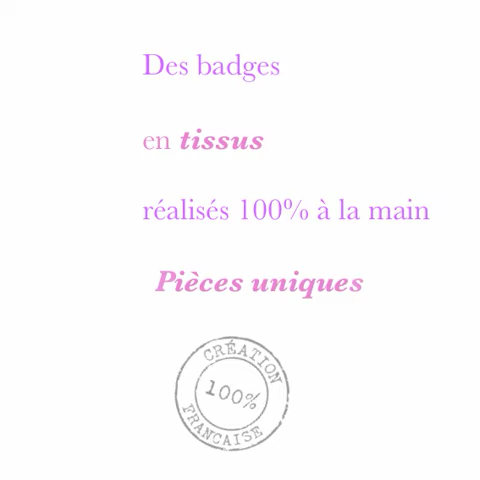 Des badges
en tissus
réalisés 100% à la main
Pièces uniques
CRÉATION
100%
FRANCAISE